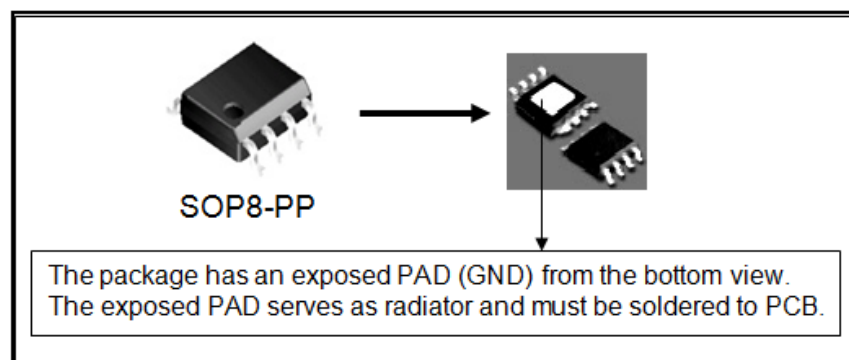 SOP8-PP
The package has an exposed PAD (GND) from the bottom view.
The exposed PAD serves as radiator and must be soldered to PCB.